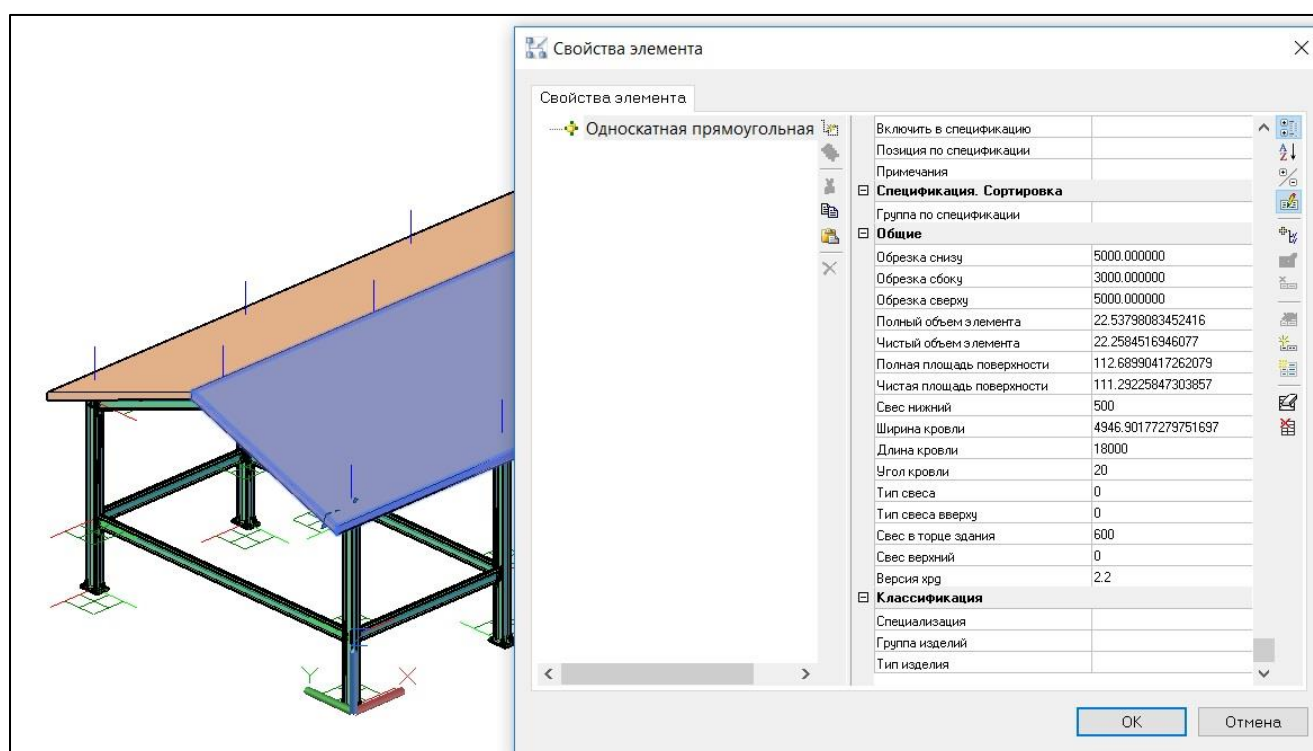 Свойства элемента
Свойства элемента
Односкатная прямоугольная
Включить в спецификацию
Позиция по спецификации
Примечания
Спецификация. Сортировка
Группа по спецификации
Общие
Обрезка снизу 5000.000000
Обрезка сбоку 3000.000000
Обрезка сверху 5000.000000
Полный объем элемента 22.53798083452416
Чистый объем элемента 22.2584516946077
Полная площадь поверхности 112.68990417262079
Чистая площадь поверхности 111.29225847303857
Свес нижний 500
Ширина кровли 4946.90177279751697
Длина кровли 18000
Угол кровли 20
Тип свеса 0
Тип свеса вверху 0
Свес в торце здания 600
Свес верхний 0
Версия xpg 2.2
Классификация
Специализация
Группа изделий
Тип изделия
Y X
OK Отмена